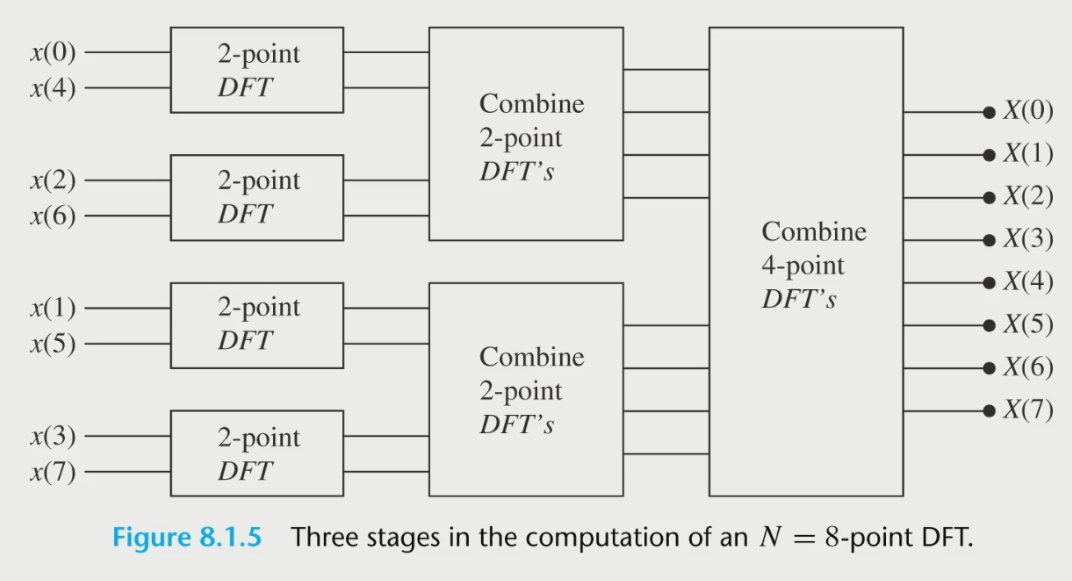 x(0)
x(4)
2-point
DFT
x(2)
x(6)
2-point
DFT
Combine
2-point
DFT's
x(1)
x(5)
2-point
DFT
x(3)
x(7)
2-point
DFT
Combine
2-point
DFT's
Combine
4-point
DFT's
X(0)
X(1)
X(2)
X(3)
X(4)
X(5)
X(6)
X(7)
Figure 8.1.5 Three stages in the computation of an N = 8-point DFT.